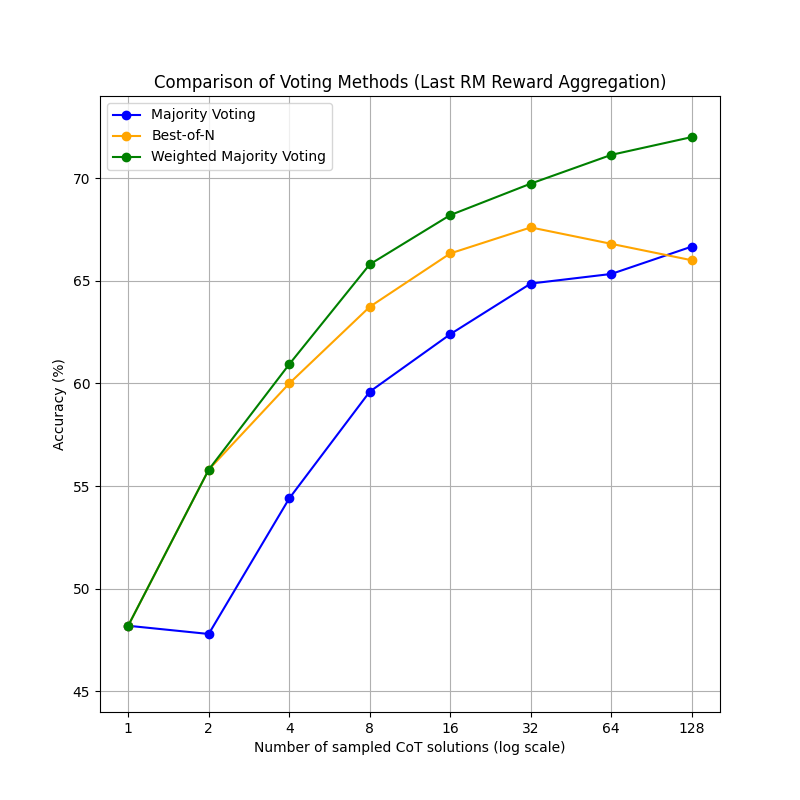 Comparison of Voting Methods (Last RM Reward Aggregation)
Majority Voting
Best-of-N
Weighted Majority Voting
Accuracy (%)
70
65
60
55
50
45
1 2 4 8 16 32 64 128
Number of sampled CoT solutions (log scale)